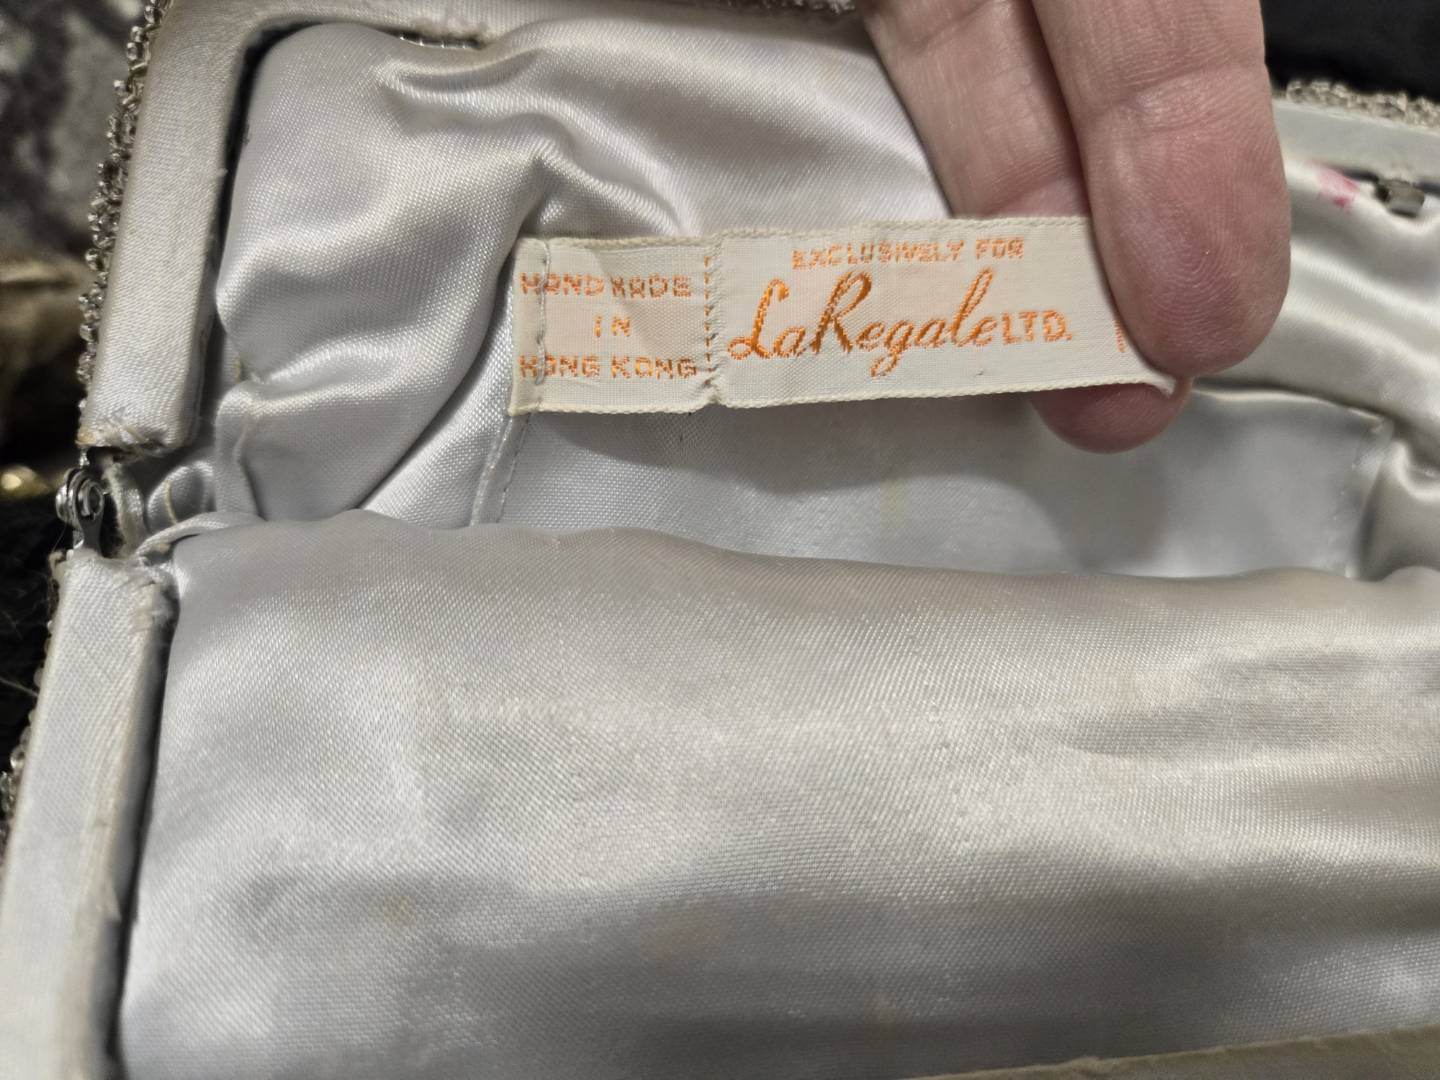 HAND MADE
IN
HONG KONG
EXCLUSIVELY FOR
LaRegale LTD.